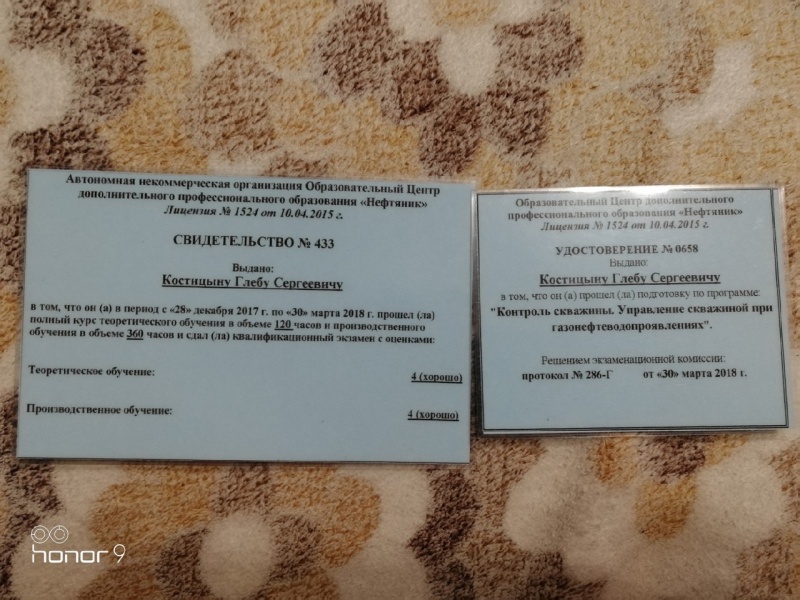 Автономная некоммерческая организация Образовательный Центр
дополнительного профессионального образования «Нефтяник»
Лицензия № 1524 от 10.04.2015 г.
СВИДЕТЕЛЬСТВО № 433
Выдано:
Костицыну Глебу Сергеевичу
в том, что он (а) в период с «28» декабря 2017 г. по «30» марта 2018 г. прошел (ла)
полный курс теоретического обучения в объеме 120 часов и производственного
обучения в объеме 360 часов и сдал (ла) квалификационный экзамен с оценками:
Теоретическое обучение: 4 (хорошо)
Производственное обучение: 4 (хорошо)
Образовательный Центр дополнительного
профессионального образования «Нефтяник»
Лицензия № 1524 от 10.04.2015 г.
УДОСТОВЕРЕНИЕ № 0658
Выдано:
Костицыну Глебу Сергеевичу
в том, что он (а) прошел (ла) подготовку по программе:
"Контроль скважины. Управление скважиной при
газонефтеводопроявлениях".
Решением экзаменационной комиссии:
протокол № 286-Г от «30» марта 2018 г.
honor 9